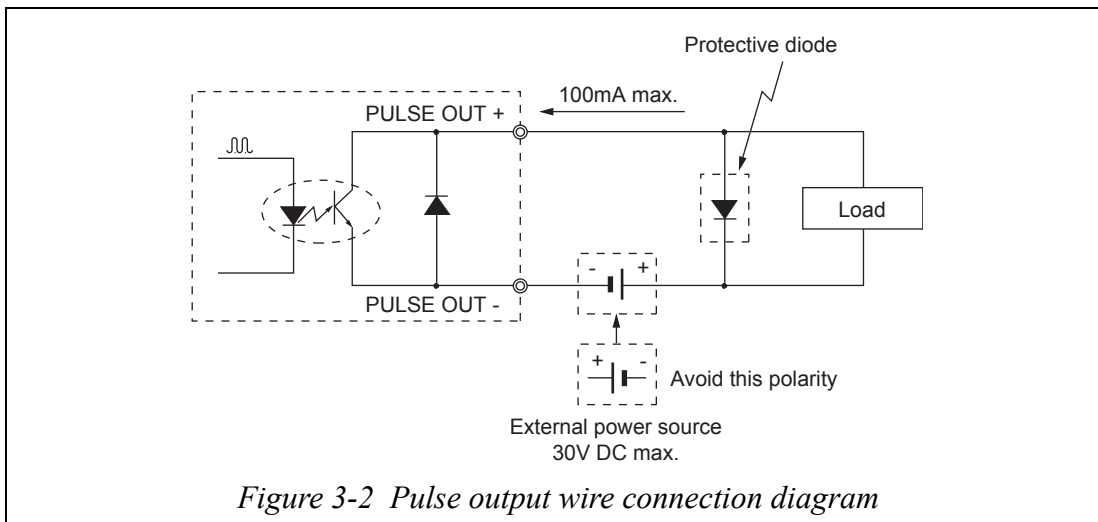 Protective diode
100mA max.
PULSE OUT +
Load
- +
PULSE OUT -
+ -
Avoid this polarity
External power source
30V DC max.
Figure 3-2 Pulse output wire connection diagram